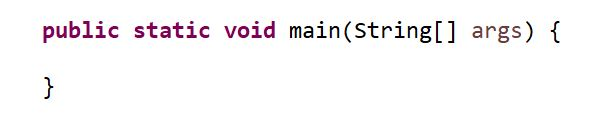 public static void main(String[] args) {
}